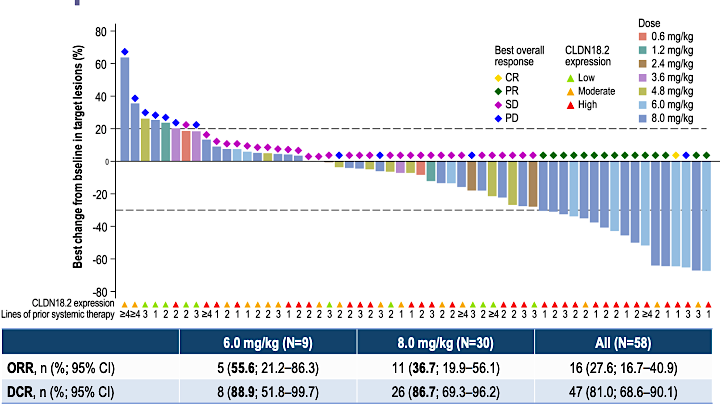 Best change from bseline in target lesions (%)
80
60
40
20
0
-20
-40
-60
-80
Best overall
response
CR
PR
SD
PD
CLDN18.2
expression
Low
Moderate
High
Dose
0.6 mg/kg
1.2 mg/kg
2.4 mg/kg
3.6 mg/kg
4.8 mg/kg
6.0 mg/kg
8.0 mg/kg
CLDN18.2 expression
Lines of prior systemic therapy
6.0 mg/kg (N=9) 8.0 mg/kg (N=30) All (N=58)
ORR, n (%; 95% CI) 5 (55.6; 21.2–86.3) 11 (36.7; 19.9–56.1) 16 (27.6; 16.7–40.9)
DCR, n (%; 95% CI) 8 (88.9; 51.8–99.7) 26 (86.7; 69.3–96.2) 47 (81.0; 68.6–90.1)